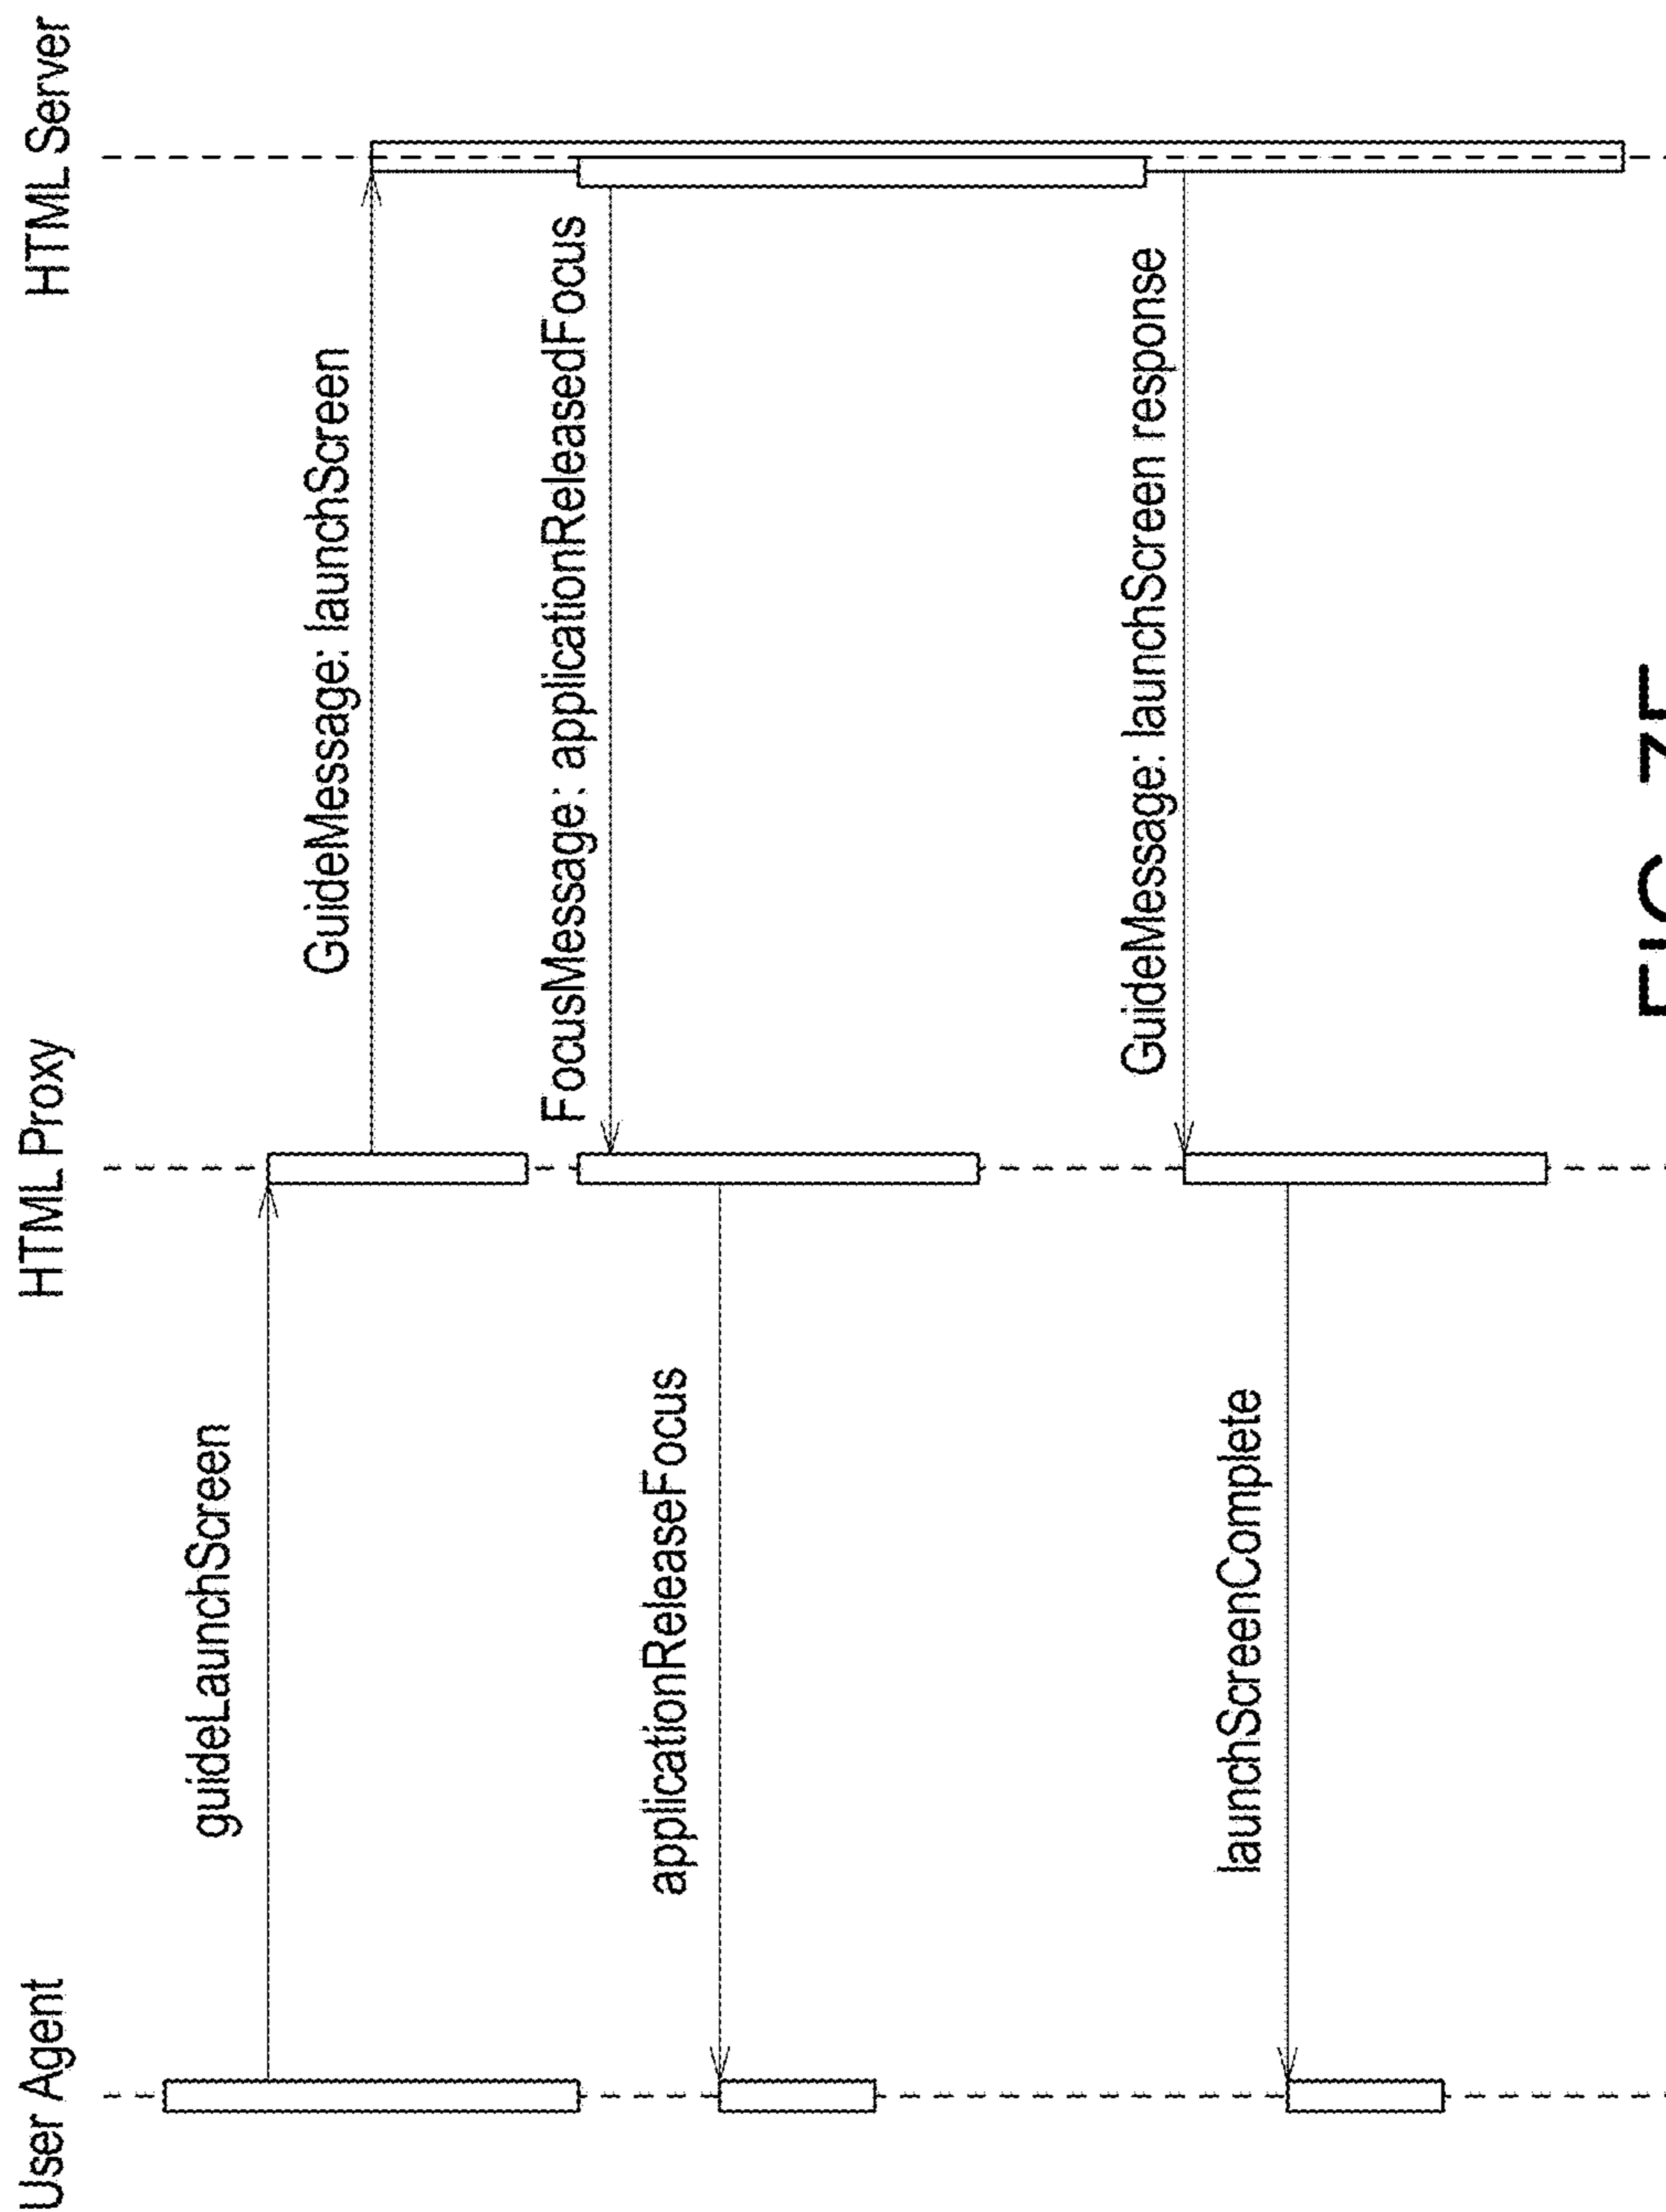 User Agent
HTML Proxy
HTML Server
guideLaunchScreen
GuideMessage: launchScreen
FocusMessage: applicationReleasedFocus
applicationReleaseFocus
GuideMessage: launchScreen response
launchScreenComplete